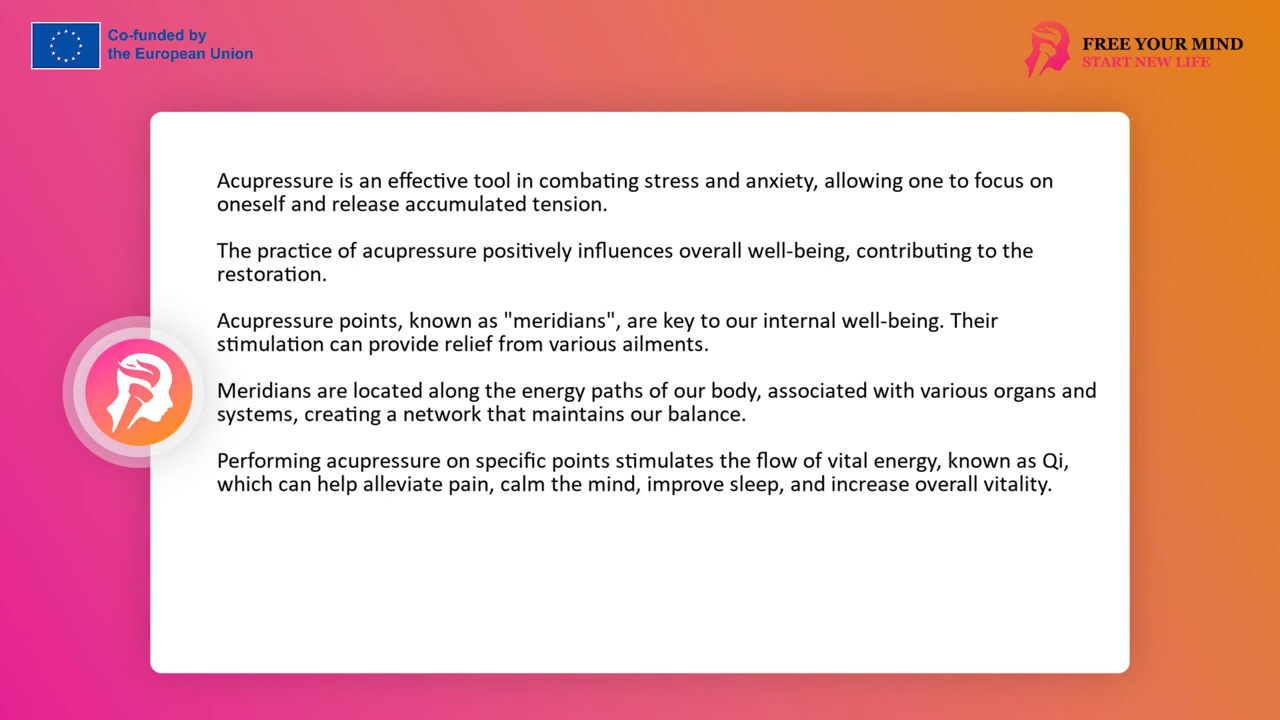 Co-funded by
the European Union
FREE YOUR MIND
START NEW LIFE
Acupressure is an effective tool in combating stress and anxiety, allowing one to focus on
oneself and release accumulated tension.
The practice of acupressure positively influences overall well-being, contributing to the
restoration.
Acupressure points, known as "meridians", are key to our internal well-being. Their
stimulation can provide relief from various ailments.
Meridians are located along the energy paths of our body, associated with various organs and
systems, creating a network that maintains our balance.
Performing acupressure on specific points stimulates the flow of vital energy, known as Qi,
which can help alleviate pain, calm the mind, improve sleep, and increase overall vitality.